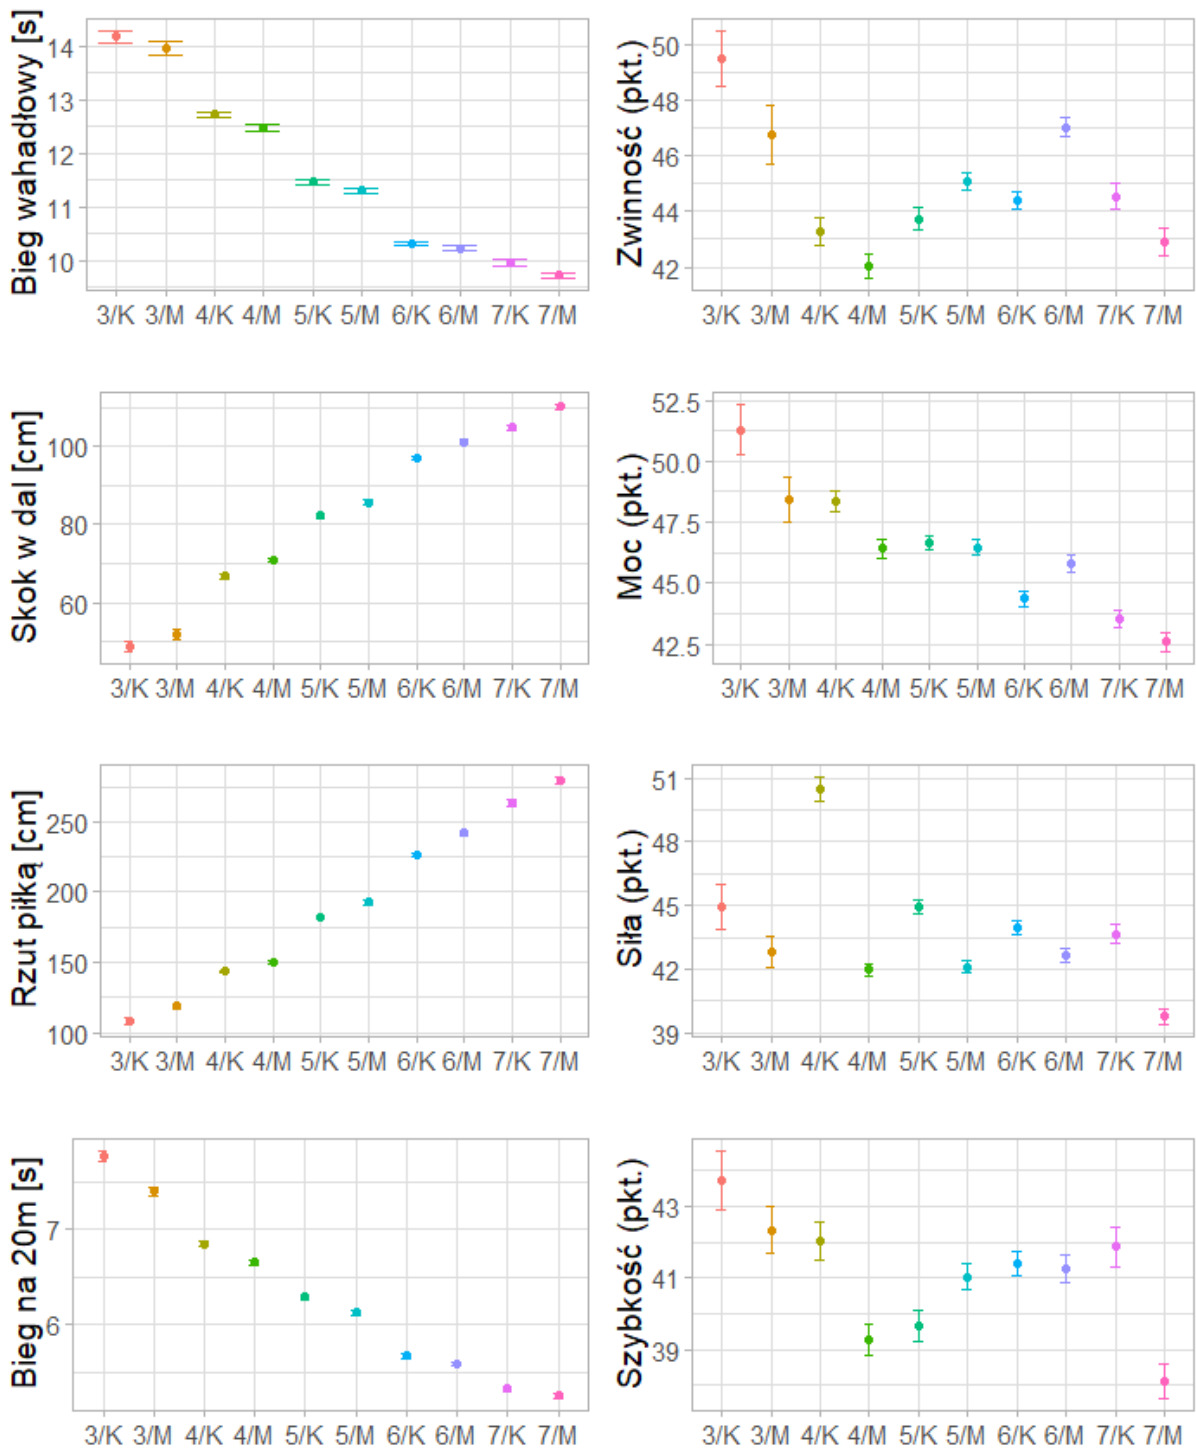 Bieg wahadłowy [s]
14
13
12
11
10
3/K 3/M 4/K 4/M 5/K 5/M 6/K 6/M 7/K 7/M
Zwinność (pkt.)
50
48
46
44
42
3/K 3/M 4/K 4/M 5/K 5/M 6/K 6/M 7/K 7/M
Skok w dal [cm]
100
80
60
3/K 3/M 4/K 4/M 5/K 5/M 6/K 6/M 7/K 7/M
Moc (pkt.)
52.5
50.0
47.5
45.0
42.5
3/K 3/M 4/K 4/M 5/K 5/M 6/K 6/M 7/K 7/M
Rzut piłką [cm]
250
200
150
100
3/K 3/M 4/K 4/M 5/K 5/M 6/K 6/M 7/K 7/M
Siła (pkt.)
51
48
45
42
39
3/K 3/M 4/K 4/M 5/K 5/M 6/K 6/M 7/K 7/M
Bieg na 20m [s]
7
6
3/K 3/M 4/K 4/M 5/K 5/M 6/K 6/M 7/K 7/M
Szybkość (pkt.)
43
41
39
3/K 3/M 4/K 4/M 5/K 5/M 6/K 6/M 7/K 7/M